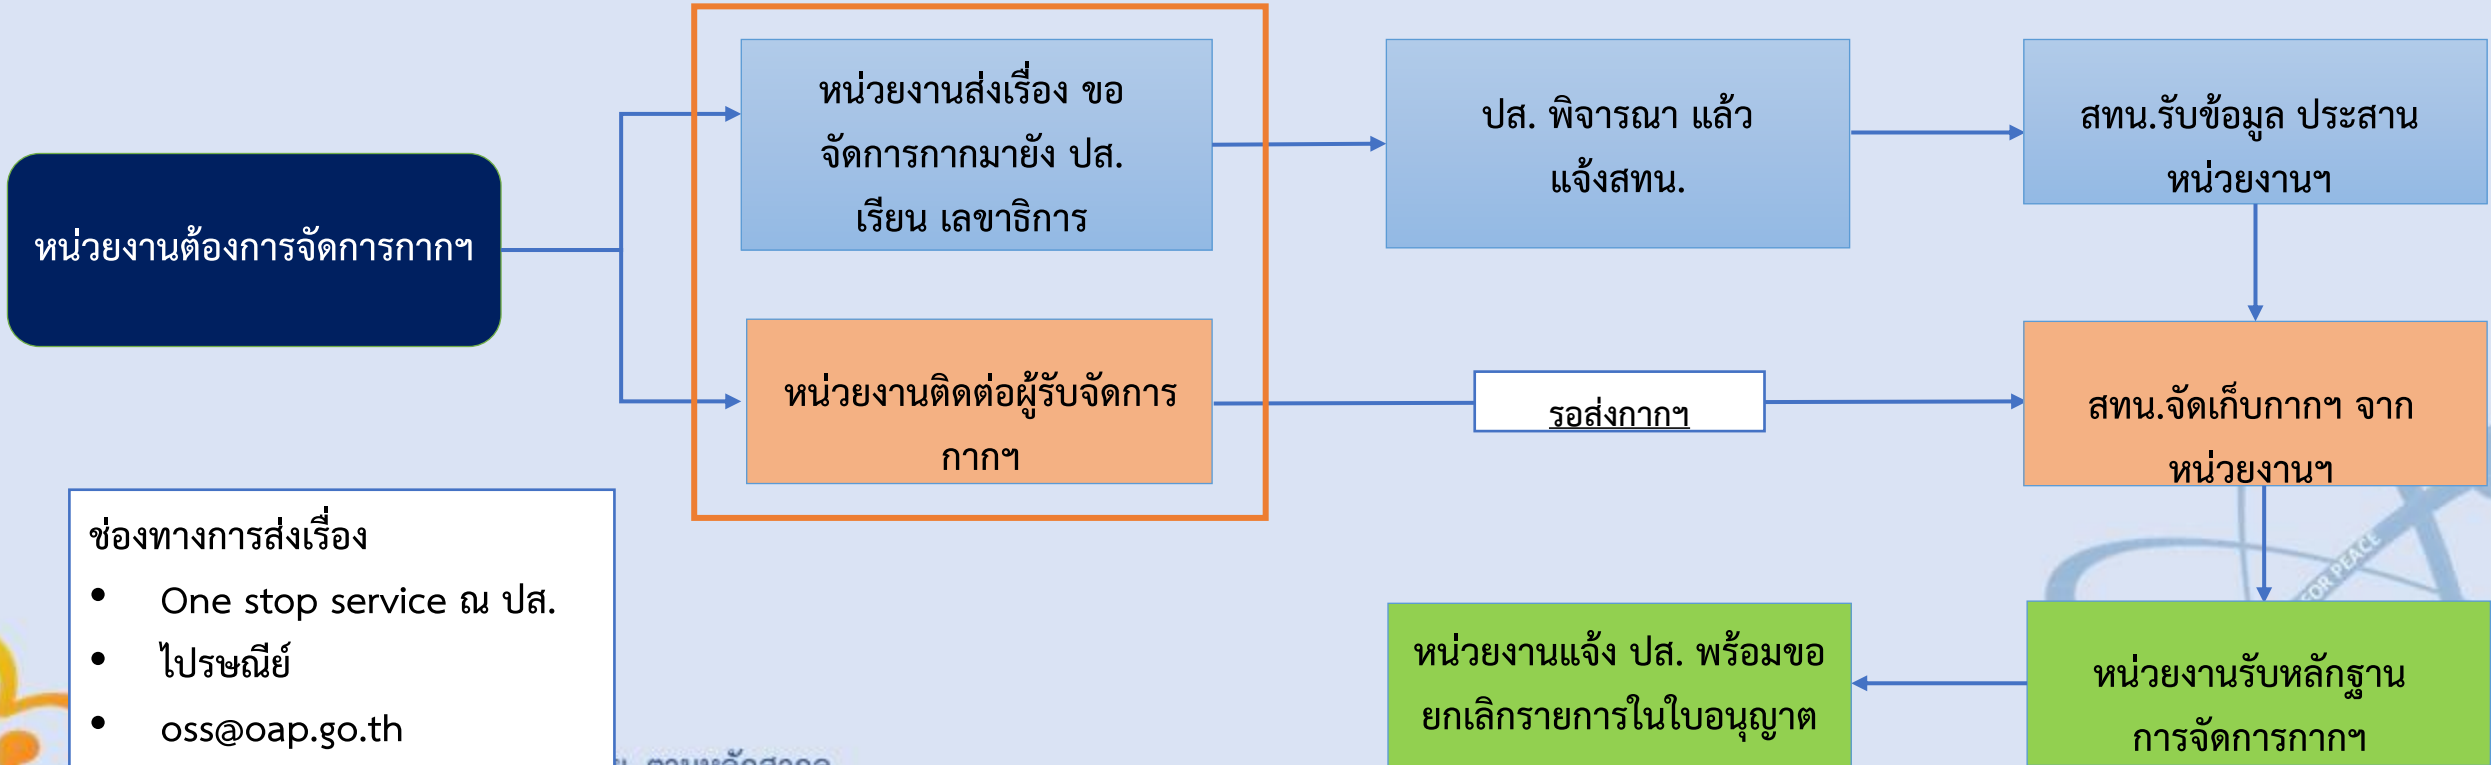 หน่วยงานต้องการจัดการกากฯ
หน่วยงานส่งเรื่อง ขอ
จัดการกากมายัง ปส.
เรียน เลขาธิการ
ปส. พิจารณา แล้ว
แจ้งสทน.
สทน.รับข้อมูล ประสาน
หน่วยงานฯ
หน่วยงานติดต่อผู้รับจัดการ
กากฯ
รอส่งกากฯ
สทน.จัดเก็บกากฯ จาก
หน่วยงานฯ
ช่องทางการส่งเรื่อง
• One stop service ณ ปส.
• ไปรษณีย์
• oss@oap.go.th
หน่วยงานแจ้ง ปส. พร้อมขอ
ยกเลิกรายการในใบอนุญาต
หน่วยงานรับหลักฐาน
การจัดการกากฯ
FOR PEACE